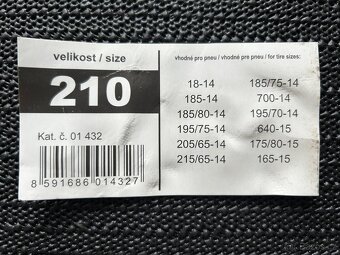 velikost / size
210
Kat. č. 01 432
8 591686 014327
vhodné pro pneu / vhodné pre pneu / for tire sizes:
18-14 185/75-14
185-14 700-14
185/80-14 195/70-14
195/75-14 640-15
205/65-14 175/80-15
215/65-14 165-15